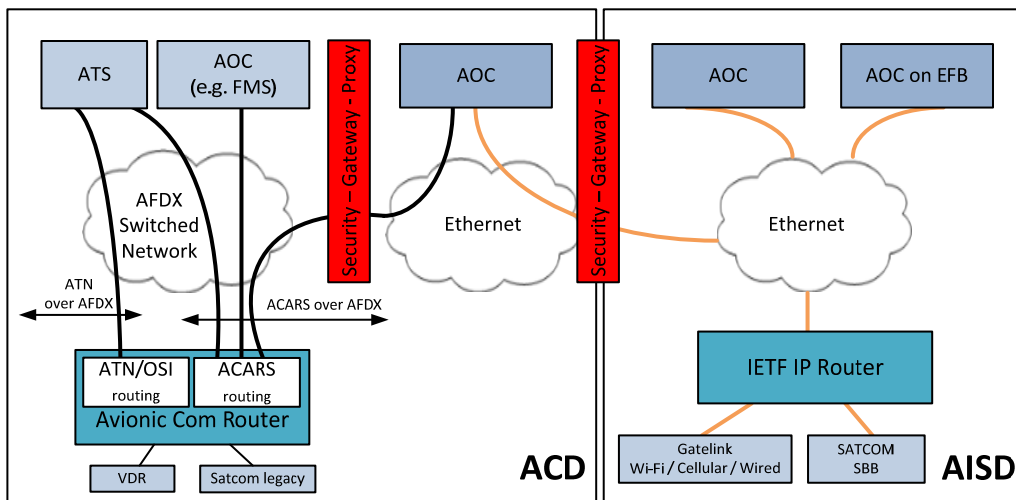 ATS
AOC
(e.g. FMS)
Security – Gateway - Proxy
AOC
Security – Gateway - Proxy
AOC
AOC on EFB
AFDX
Switched
Network
Ethernet
Ethernet
ATN
over AFDX
ACARS over AFDX
ATN/OSI
routing
ACARS
routing
Avionic Com Router
IETF IP Router
VDR
Satcom legacy
ACD
Gatelink
Wi-Fi / Cellular / Wired
SATCOM
SBB
AISD